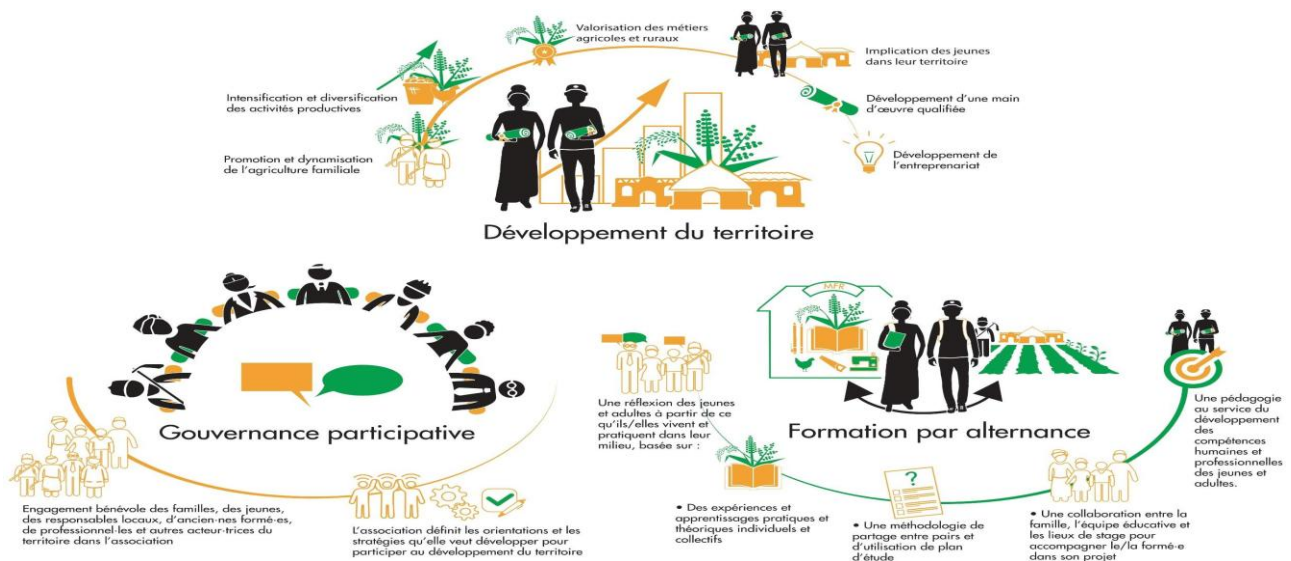 Valorisation des métiers
agricoles et ruraux
Implication des jeunes
dans leur territoire
Intensification et diversification
des activités productives
Développement d'une main
d'œuvre qualifiée
Promotion et dynamisation
de l'agriculture familiale
Développement de
l'entreprenariat
Développement du territoire
Gouvernance participative
Engagement bénévole des familles, des jeunes,
des responsables locaux, d'ancien·nes formé·es,
de professionnel·les et autres acteur·trices du
territoire dans l'association
L'association définit les orientations et les
stratégies qu'elle veut développer pour
participer au développement du territoire
MFR
Formation par alternance
Une réflexion des jeunes
et adultes à partir de ce
qu'ils/elles vivent et
pratiquent dans leur
milieu, basée sur :
• Des expériences et
apprentissages pratiques et
théoriques individuels et
collectifs
?
• Une méthodologie de
partage entre pairs et
d'utilisation de plan
d'étude
• Une collaboration entre la
famille, l'équipe éducative et
les lieux de stage pour
accompagner le/la formé·e
dans son projet
Une pédagogie
au service du
développement
des
compétences
humaines et
professionnelles
des jeunes et
adultes.